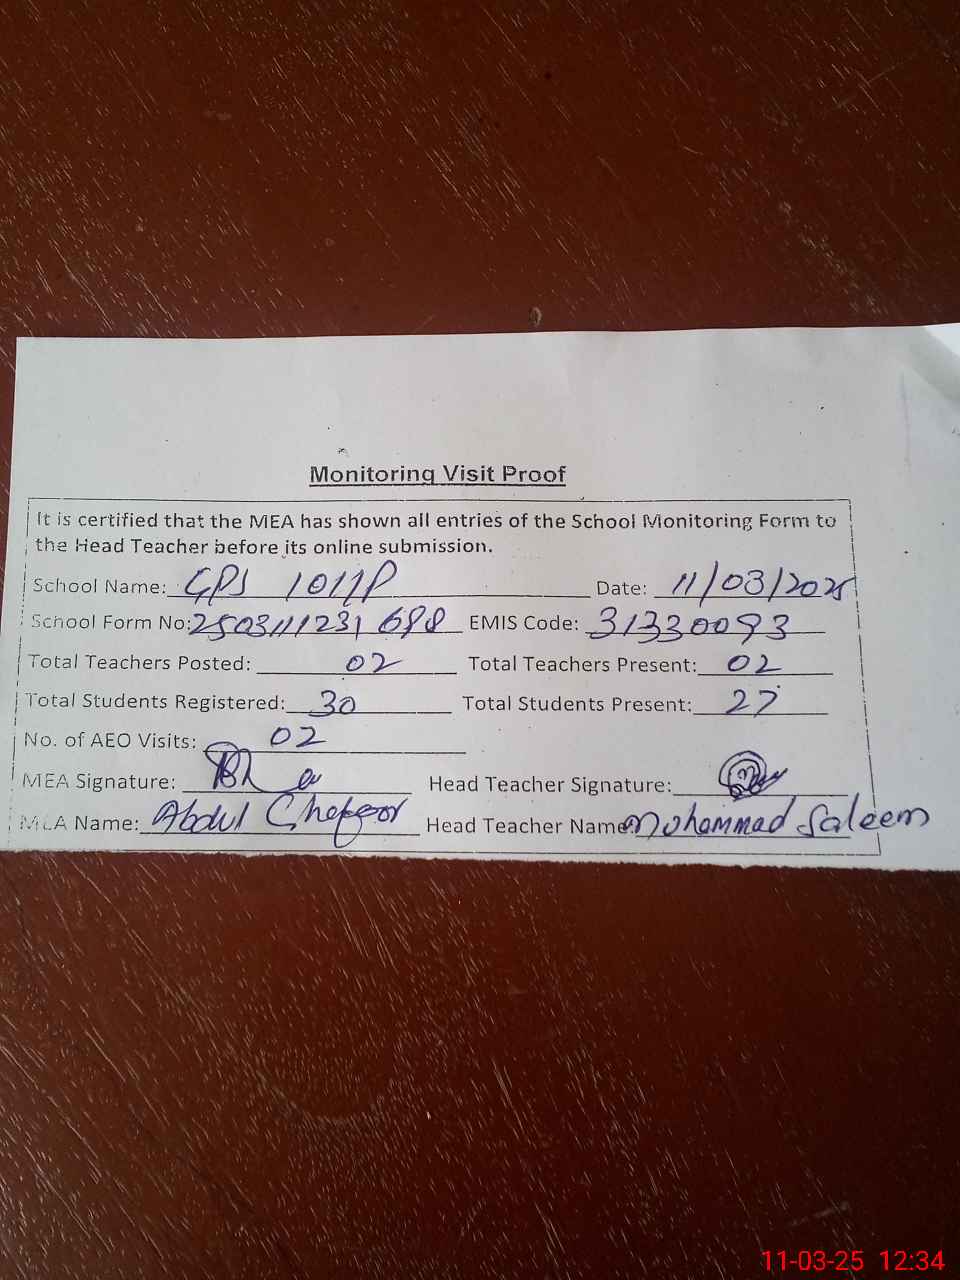 Monitoring Visit Proof
It is certified that the MEA has shown all entries of the School Monitoring Form to
the Head Teacher before its online submission.
School Name: GPS 1011P Date: 11/03/2025
School Form No: 2503111231698 EMIS Code: 31330093
Total Teachers Posted: 02 Total Teachers Present: 02
Total Students Registered: 30 Total Students Present: 27
No. of AEO Visits: 02
MEA Signature: Head Teacher Signature:
MEA Name: Abdul Ghafoor Head Teacher Name: Mohammad Saleem
11-03-25 12:34